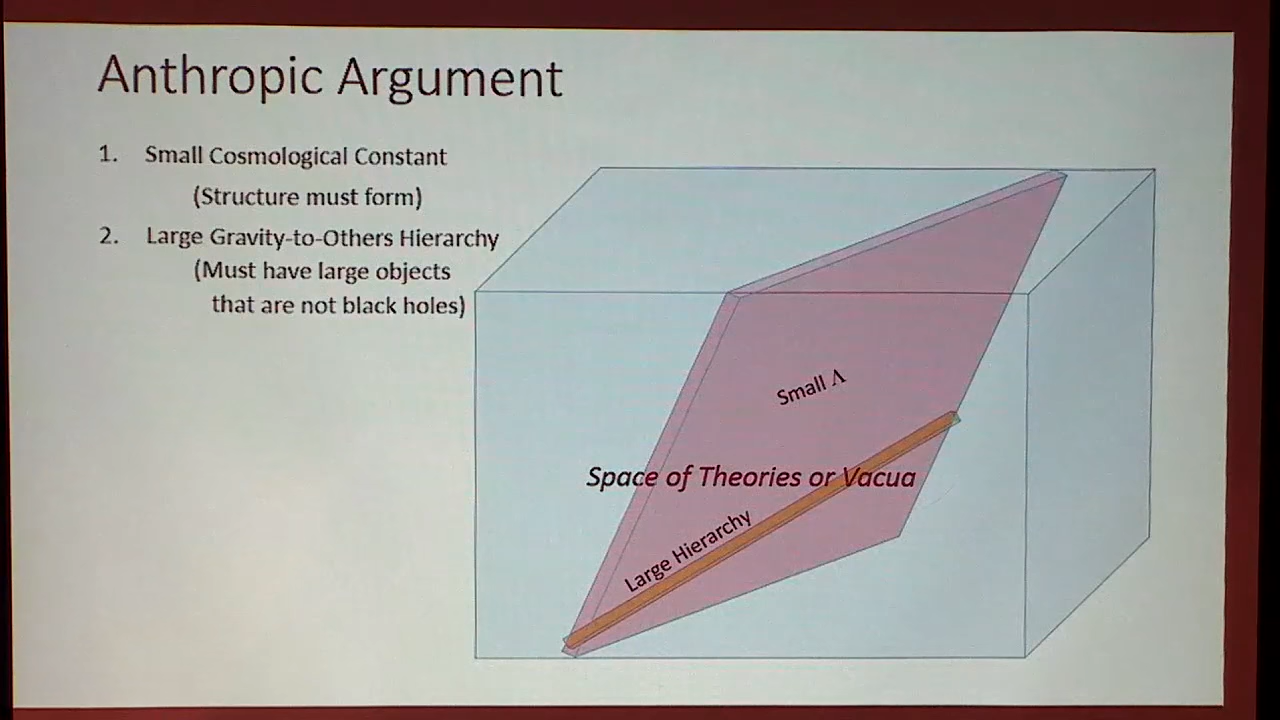 Anthropic Argument
1. Small Cosmological Constant
(Structure must form)
2. Large Gravity-to-Others Hierarchy
(Must have large objects
that are not black holes)
Small Λ
Space of Theories or Vacua
Large Hierarchy